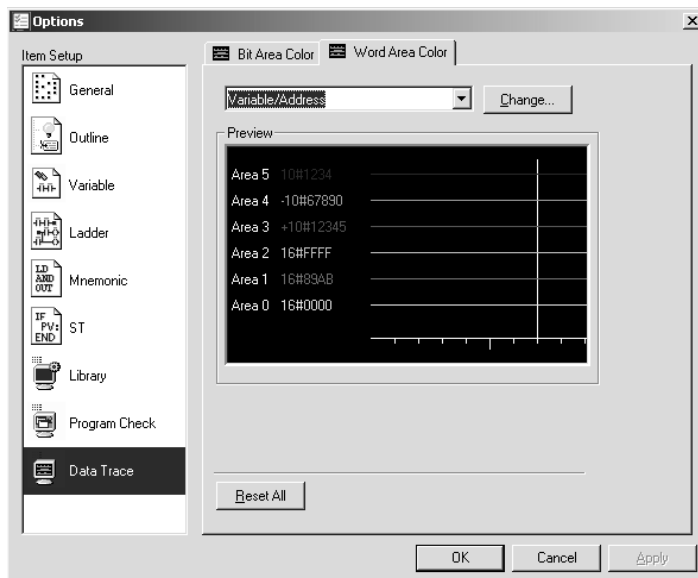 Options
Item Setup
General
Outline
Variable
Ladder
LD
AND
OUT
Mnemonic
IF
PV:
END
ST
Library
Program Check
Data Trace
Bit Area Color
Word Area Color
Variable/Address
Change...
Preview
Area 5 10#1234
Area 4 -10#67890
Area 3 +10#12345
Area 2 16#FFFF
Area 1 16#89AB
Area 0 16#0000
Reset All
OK
Cancel
Apply